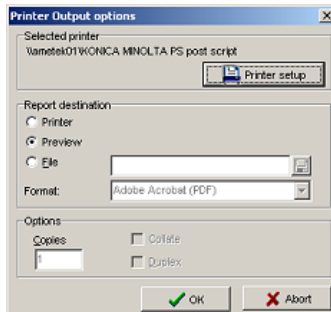 Printer Output options
Selected printer
\\ametek01\KONICA MINOLTA PS post script
Printer setup
Report destination
Printer
Preview
File
Format:
Adobe Acrobat (PDF)
Options
Copies
1
Collate
Duplex
OK
Abort